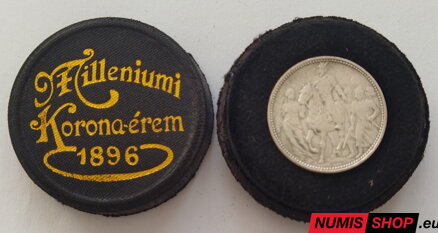 Milleniumi
Korona-érem
1896
NUMIS SHOP.eu